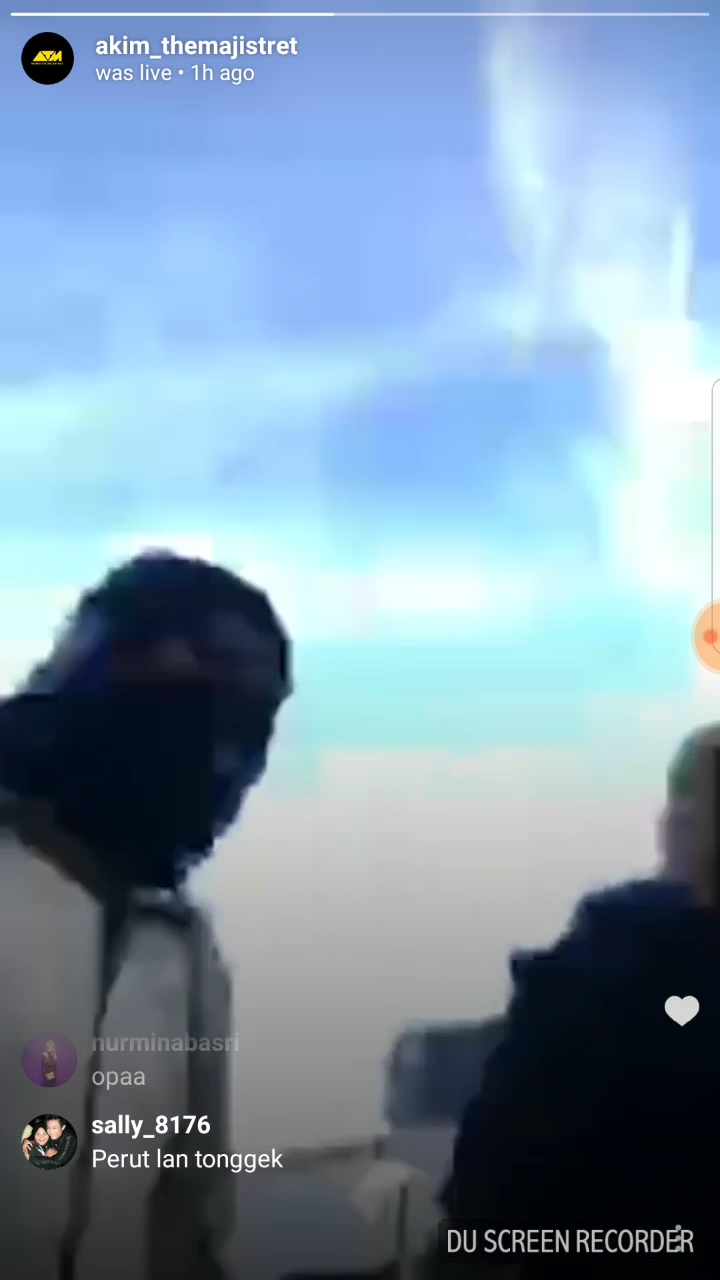 akim_themajistret
was live • 1h ago
nurminabasri
opaa
sally_8176
Perut lan tonggek
DU SCREEN RECORDER